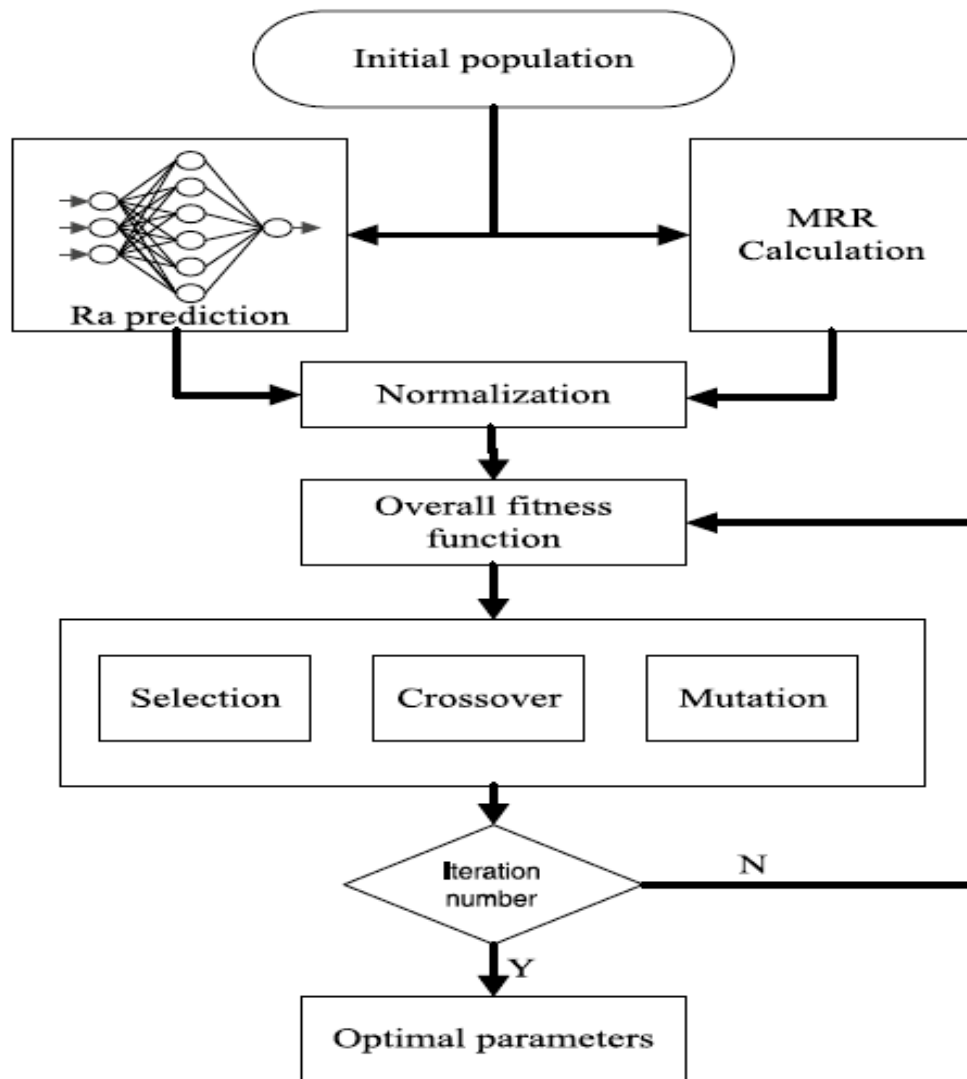 Initial population
Ra prediction
MRR
Calculation
Normalization
Overall fitness
function
Selection
Crossover
Mutation
Iteration
number
N
Y
Optimal parameters